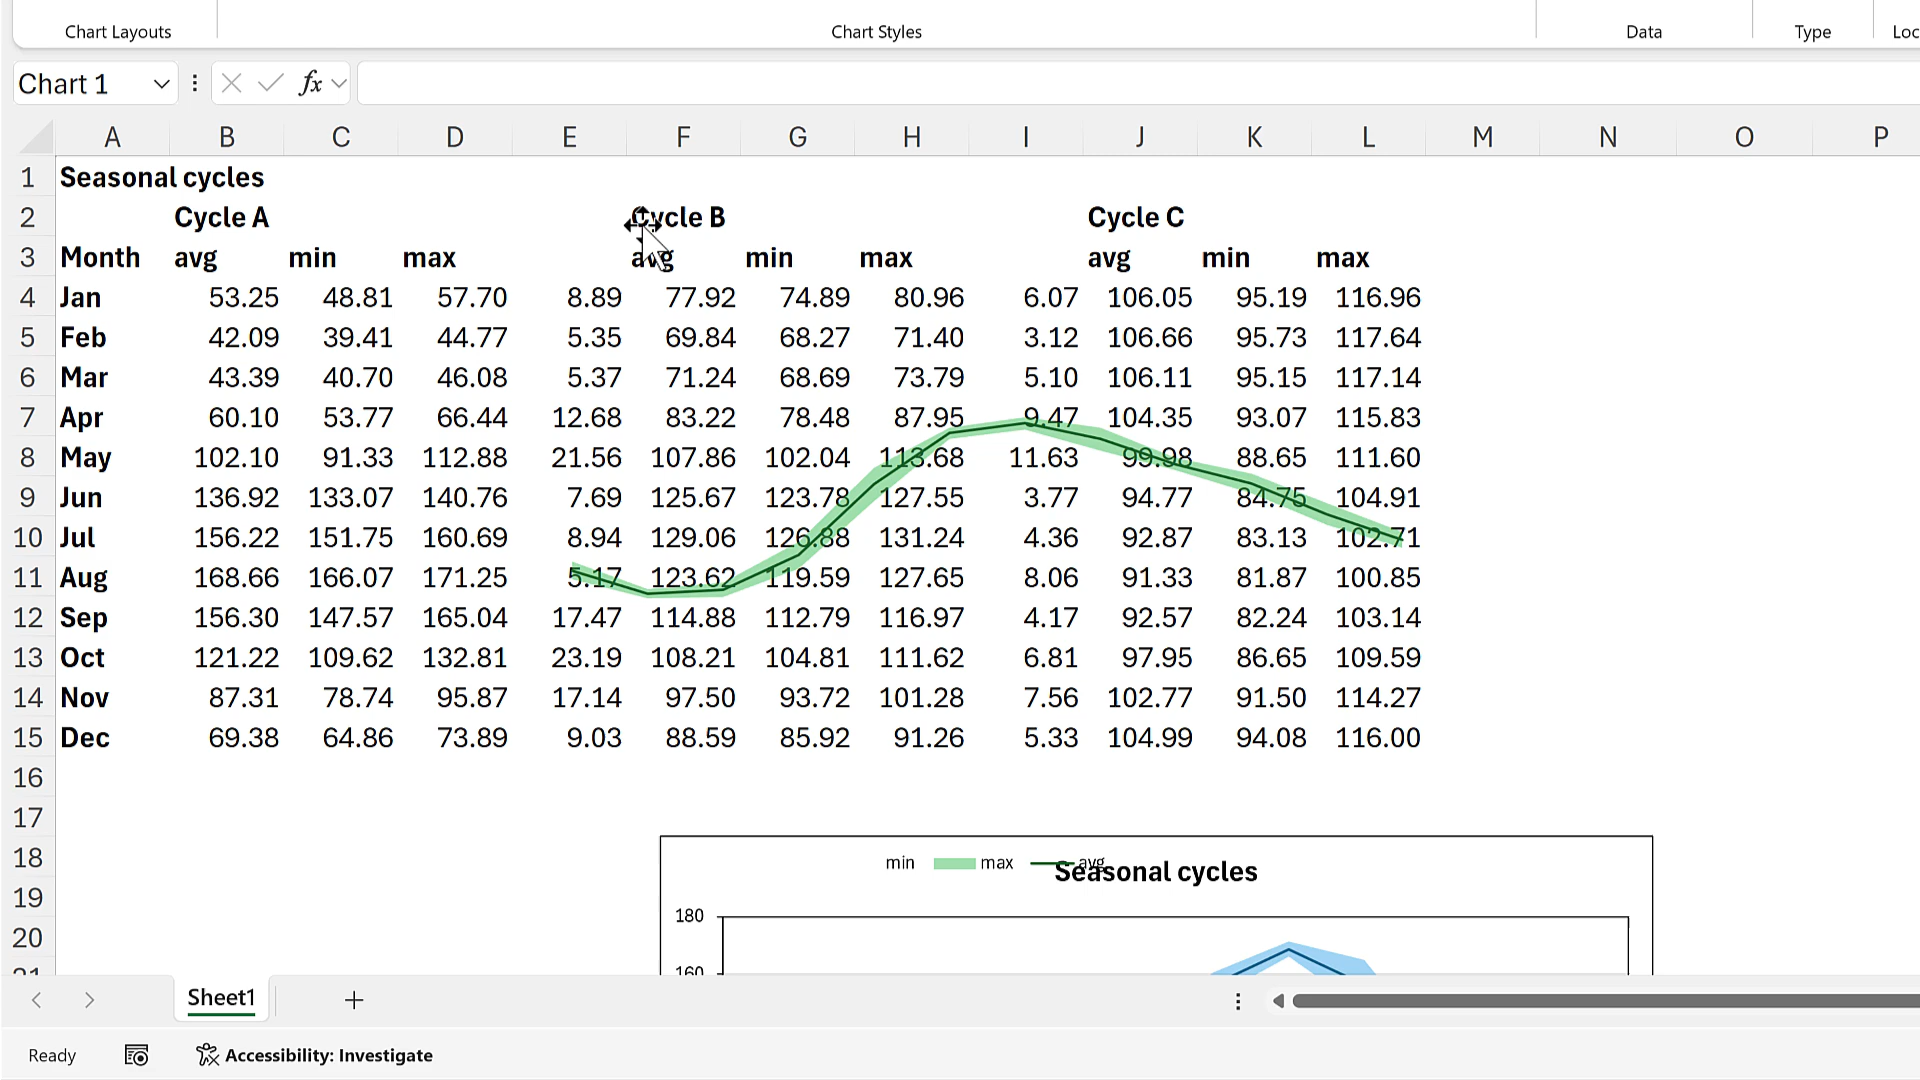 Chart Layouts Chart Styles Data Type Loc
Chart 1 fx
A B C D E F G H I J K L M N O P
1 Seasonal cycles
2 Cycle A Cycle B Cycle C
3 Month avg min max avg min max avg min max
4 Jan 53.25 48.81 57.70 8.89 77.92 74.89 80.96 6.07 106.05 95.19 116.96
5 Feb 42.09 39.41 44.77 5.35 69.84 68.27 71.40 3.12 106.66 95.73 117.64
6 Mar 43.39 40.70 46.08 5.37 71.24 68.69 73.79 5.10 106.11 95.15 117.14
7 Apr 60.10 53.77 66.44 12.68 83.22 78.48 87.95 9.47 104.35 93.07 115.83
8 May 102.10 91.33 112.88 21.56 107.86 102.04 113.68 11.63 99.98 88.65 111.60
9 Jun 136.92 133.07 140.76 7.69 125.67 123.78 127.55 3.77 94.77 84.75 104.91
10 Jul 156.22 151.75 160.69 8.94 129.06 126.88 131.24 4.36 92.87 83.13 102.71
11 Aug 168.66 166.07 171.25 5.17 123.62 119.59 127.65 8.06 91.33 81.87 100.85
12 Sep 156.30 147.57 165.04 17.47 114.88 112.79 116.97 4.17 92.57 82.24 103.14
13 Oct 121.22 109.62 132.81 23.19 108.21 104.81 111.62 6.81 97.95 86.65 109.59
14 Nov 87.31 78.74 95.87 17.14 97.50 93.72 101.28 7.56 102.77 91.50 114.27
15 Dec 69.38 64.86 73.89 9.03 88.59 85.92 91.26 5.33 104.99 94.08 116.00
16
17
18 min max avg
Seasonal cycles
19
180
20
160
21
Sheet1
Ready Accessibility: Investigate